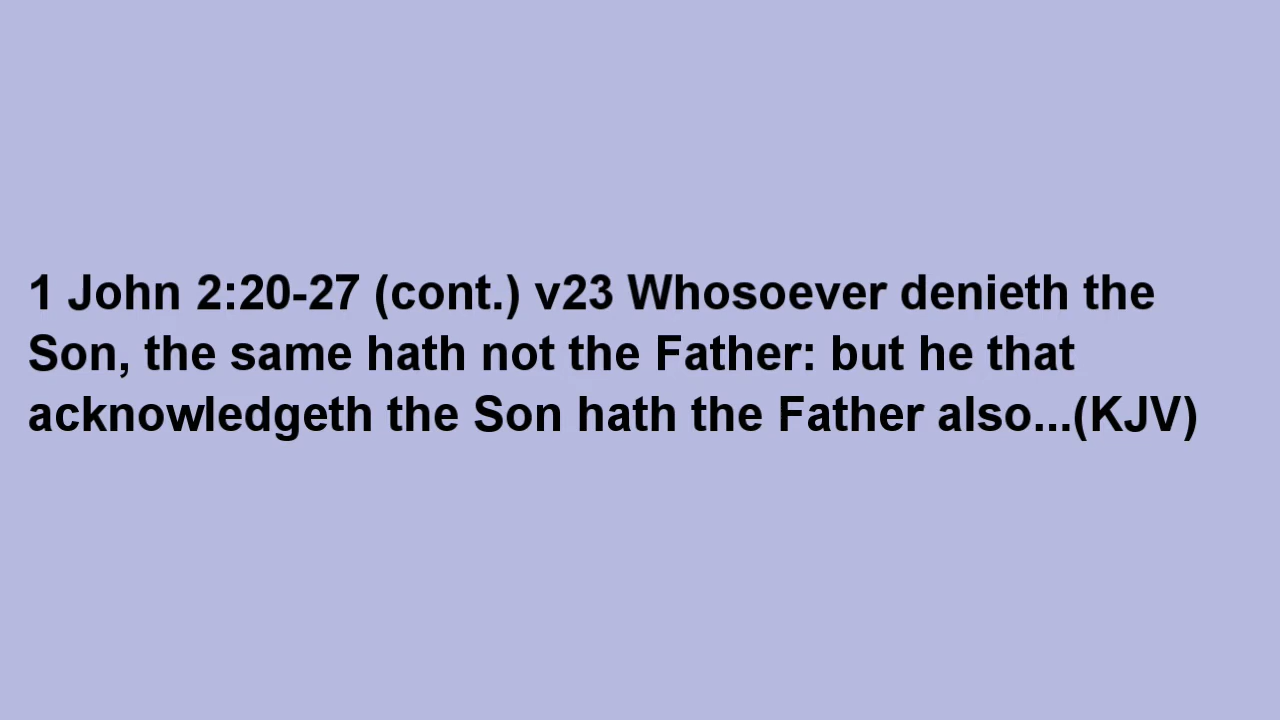 1 John 2:20-27 (cont.) v23 Whosoever denieth the
Son, the same hath not the Father: but he that
acknowledgeth the Son hath the Father also...(KJV)